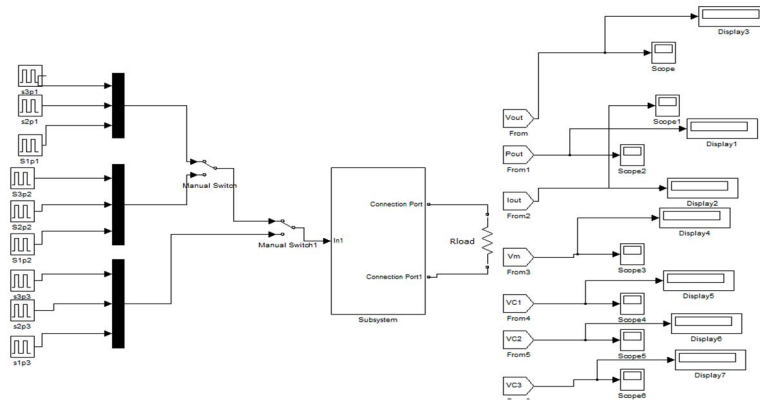 s3p1
s2p1
S1p1
S3p2
S2p2
S1p2
s3p3
s2p3
s1p3
Manual Switch
Manual Switch1
In1
Connection Port
Connection Port1
Subsystem
Rload
Vout
From
Display3
Scope
Scope1
Pout
From1
Display1
Scope2
Iout
From2
Display2
Display4
Vm
From3
Scope3
VC1
From4
Display5
Scope4
VC2
From5
Display6
Scope5
VC3
Display7
Scope6